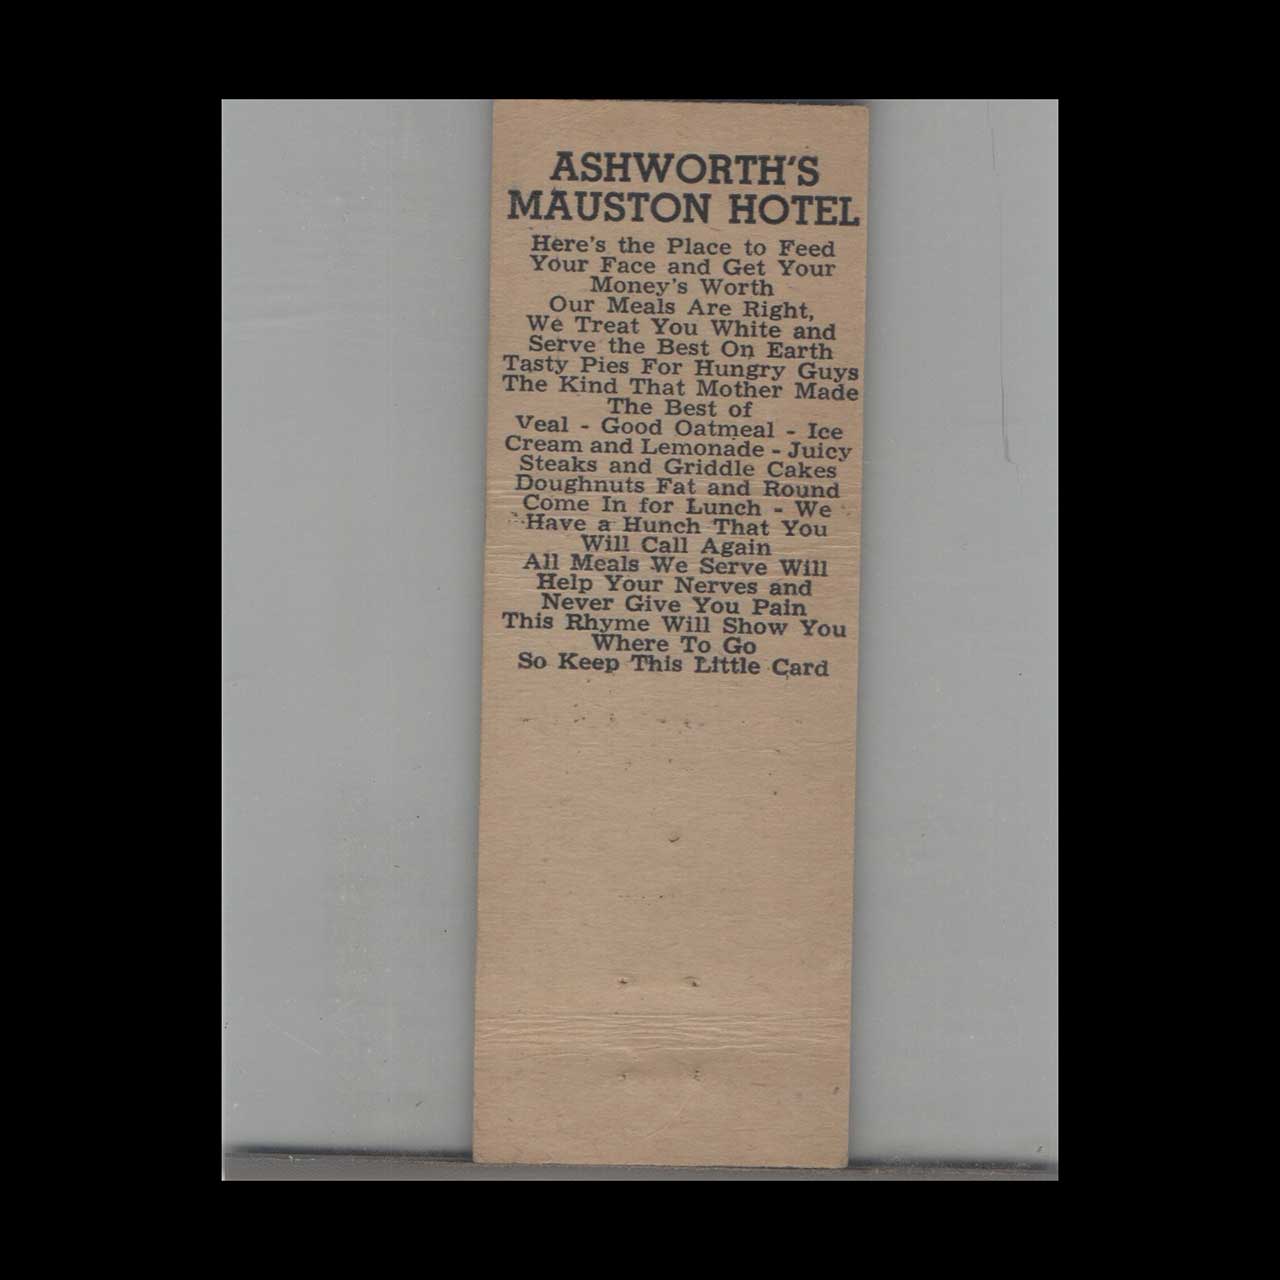 ASHWORTH'S
MAUSTON HOTEL
Here's the Place to Feed
Your Face and Get Your
Money's Worth
Our Meals Are Right,
We Treat You White and
Serve the Best On Earth
Tasty Pies For Hungry Guys
The Kind That Mother Made
The Best of
Veal - Good Oatmeal - Ice
Cream and Lemonade - Juicy
Steaks and Griddle Cakes
Doughnuts Fat and Round
Come In for Lunch - We
Have a Hunch That You
Will Call Again
All Meals We Serve Will
Help Your Nerves and
Never Give You Pain
This Rhyme Will Show You
Where To Go
So Keep This Little Card